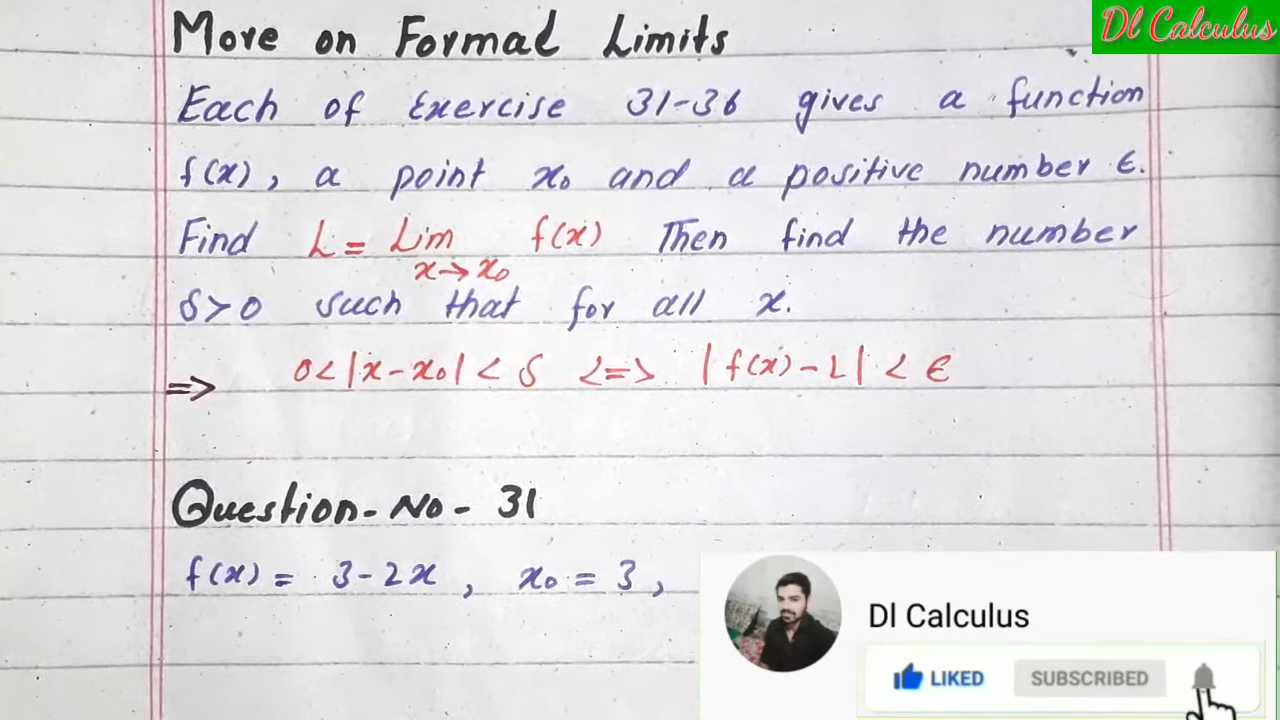 Dl Calculus
More on Formal Limits
Each of Exercise 31-36 gives a function
f(x), a point x₀ and a positive number ε.
Find L = Lim x→x₀ f(x) Then find the number
δ>0 such that for all x.
=> 0<|x-x₀|<δ <=> |f(x)-L|<ε
Question-No-31
f(x) = 3-2x, x₀ = 3,
Dl Calculus
LIKED SUBSCRIBED